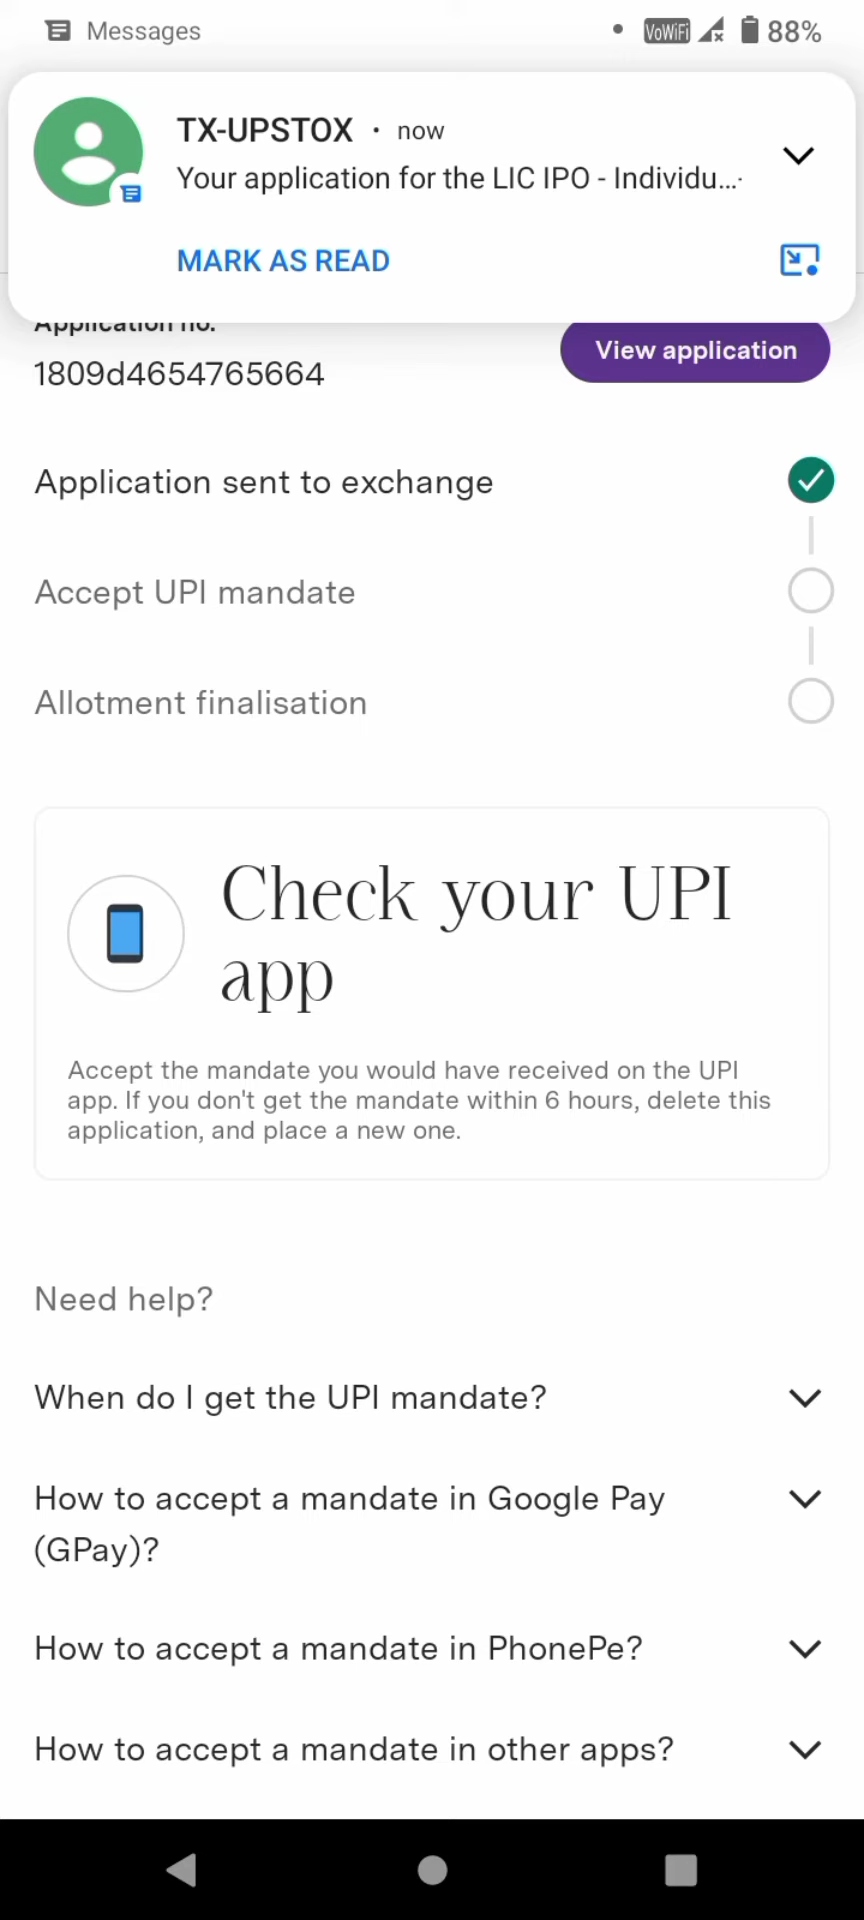 Messages
VoWiFi
88%
TX-UPSTOX • now
Your application for the LIC IPO - Individu...
MARK AS READ
Application no.
1809d4654765664
View application
Application sent to exchange
Accept UPI mandate
Allotment finalisation
Check your UPI
app
Accept the mandate you would have received on the UPI
app. If you don't get the mandate within 6 hours, delete this
application, and place a new one.
Need help?
When do I get the UPI mandate?
How to accept a mandate in Google Pay
(GPay)?
How to accept a mandate in PhonePe?
How to accept a mandate in other apps?